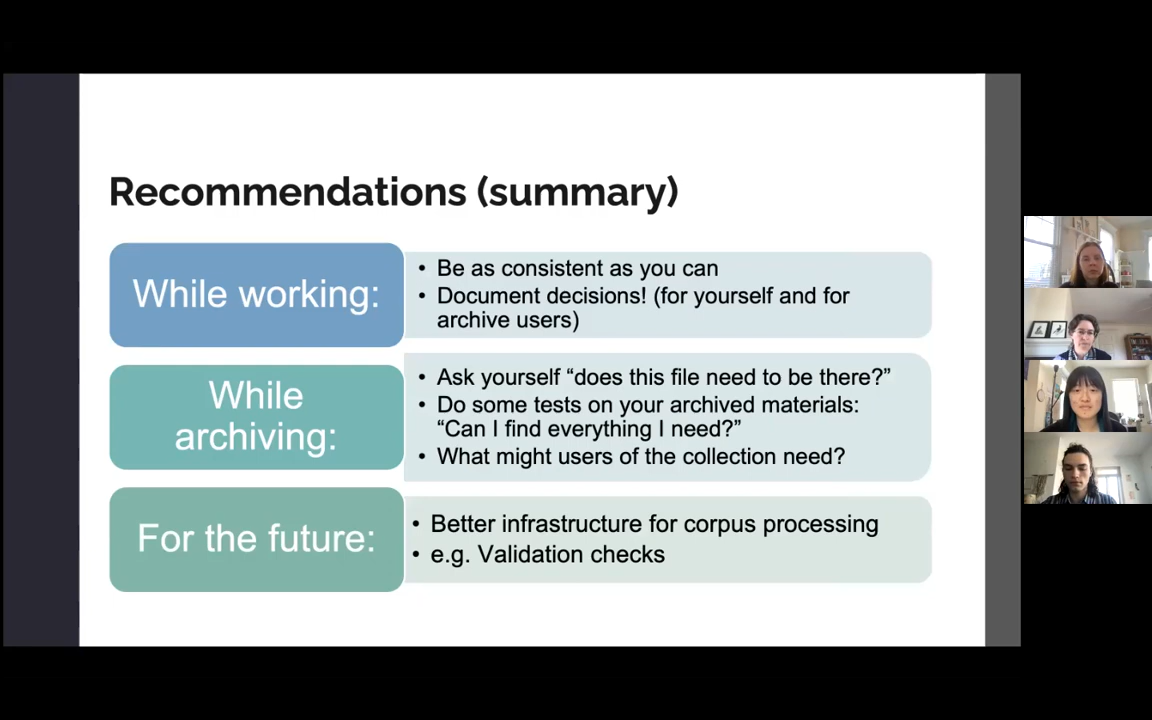 Recommendations (summary)
While working:
• Be as consistent as you can
• Document decisions! (for yourself and for
archive users)
While
archiving:
• Ask yourself “does this file need to be there?”
• Do some tests on your archived materials:
“Can I find everything I need?”
• What might users of the collection need?
For the future:
• Better infrastructure for corpus processing
• e.g. Validation checks